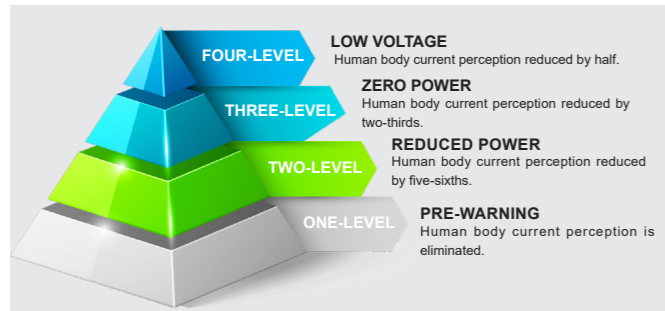 FOUR-LEVEL
LOW VOLTAGE
Human body current perception reduced by half.
THREE-LEVEL
ZERO POWER
Human body current perception reduced by
two-thirds.
TWO-LEVEL
REDUCED POWER
Human body current perception reduced
by five-sixths.
ONE-LEVEL
PRE-WARNING
Human body current perception is
eliminated.